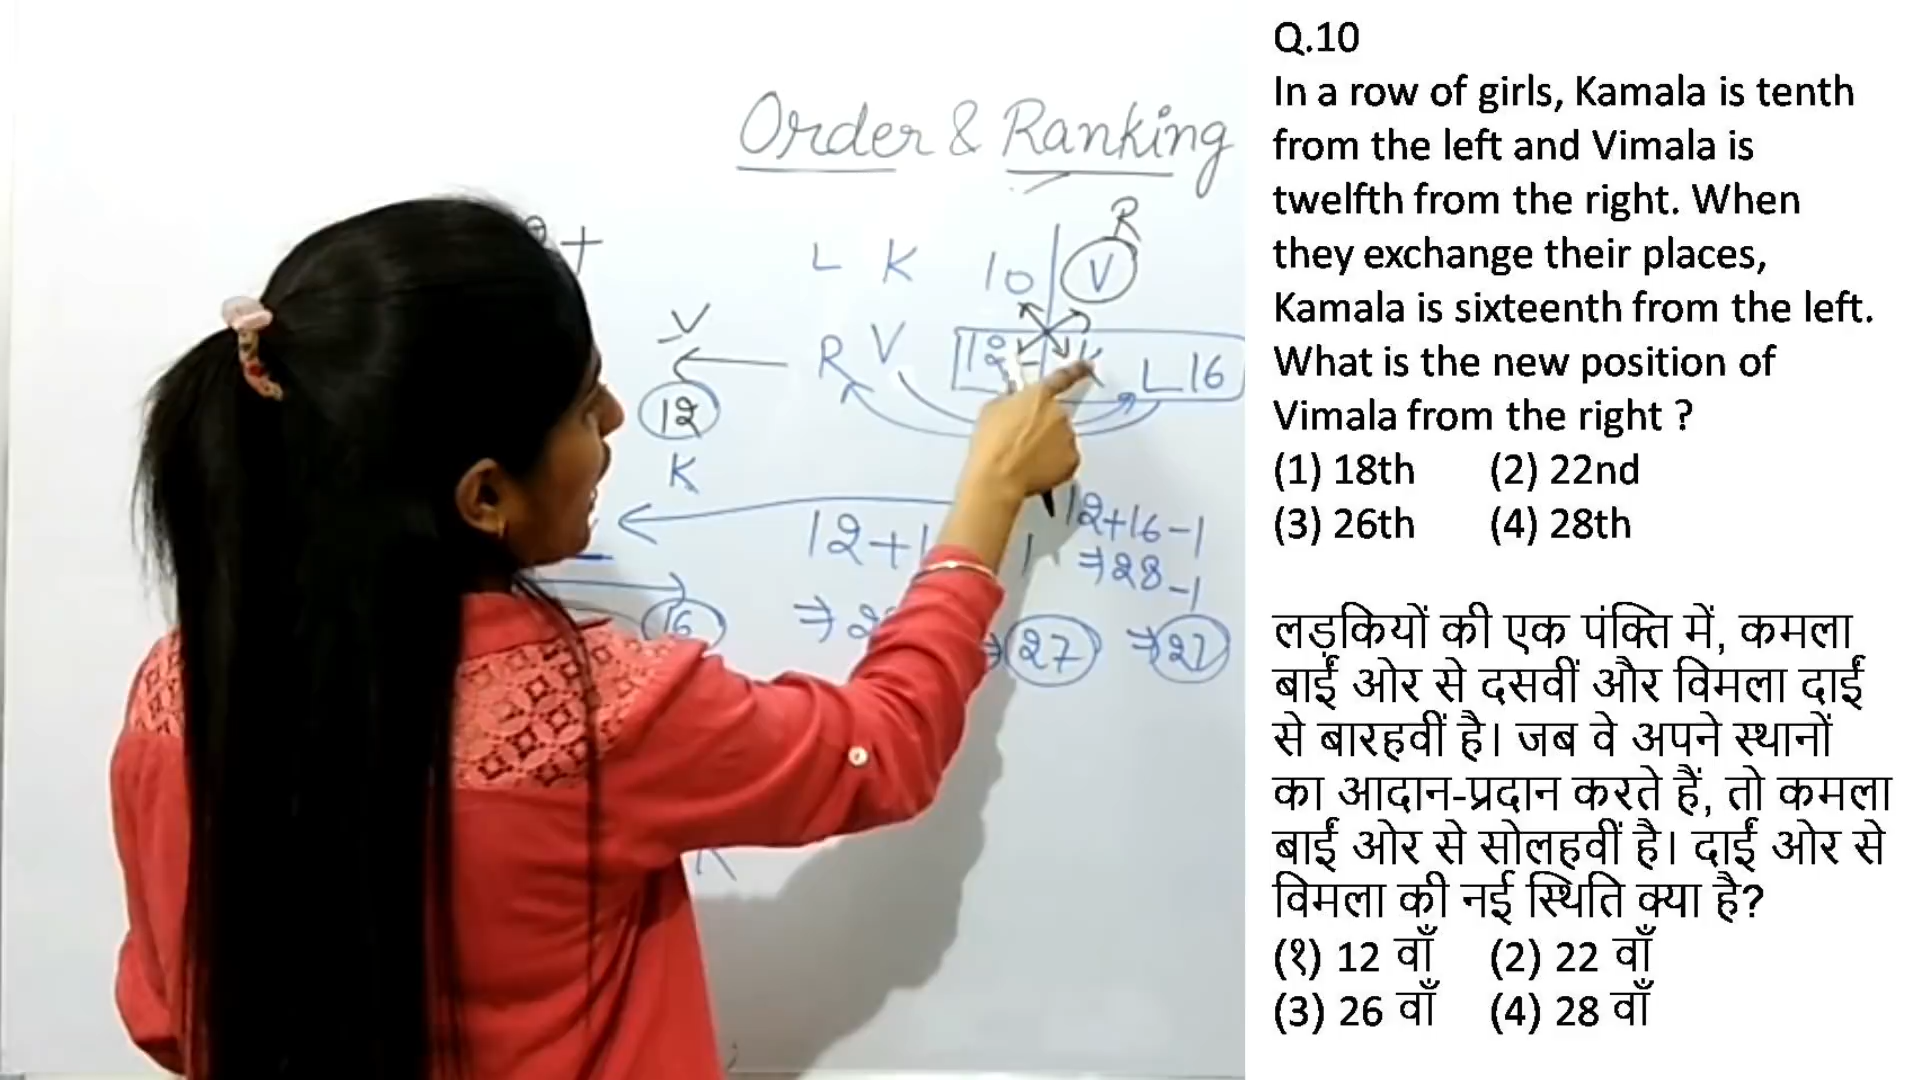 Order & Ranking
R
L K 10 V
V
R V 12 K L 16
12
K
12+16-1
⇒28
-1
16
⇒27
⇒27
Q.10
In a row of girls, Kamala is tenth
from the left and Vimala is
twelfth from the right. When
they exchange their places,
Kamala is sixteenth from the left.
What is the new position of
Vimala from the right ?
(1) 18th (2) 22nd
(3) 26th (4) 28th
लड़कियों की एक पंक्ति में, कमला
बाईं ओर से दसवीं और विमला दाईं
से बारहवीं है। जब वे अपने स्थानों
का आदान-प्रदान करते हैं, तो कमला
बाईं ओर से सोलहवीं है। दाईं ओर से
विमला की नई स्थिति क्या है?
(१) 12 वाँ (2) 22 वाँ
(3) 26 वाँ (4) 28 वाँ